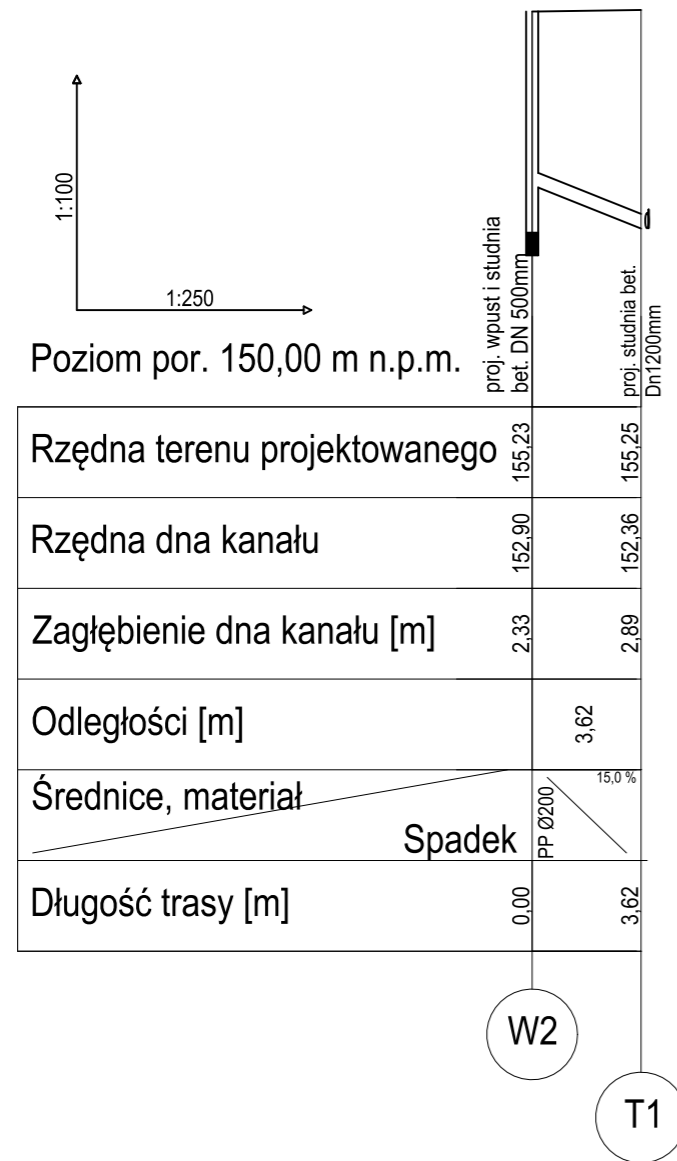 1:100
1:250
proj. wpust i studnia
bet. DN 500mm
proj. studnia bet.
Dn1200mm
Poziom por. 150,00 m n.p.m.
Rzędna terenu projektowanego 155,23 155,25
Rzędna dna kanału 152,90 152,36
Zagłębienie dna kanału [m] 2,33 2,89
Odległości [m] 3,62
Średnice, materiał 15,0 %
Spadek PP Ø200
Długość trasy [m] 0,00 3,62
W2
T1